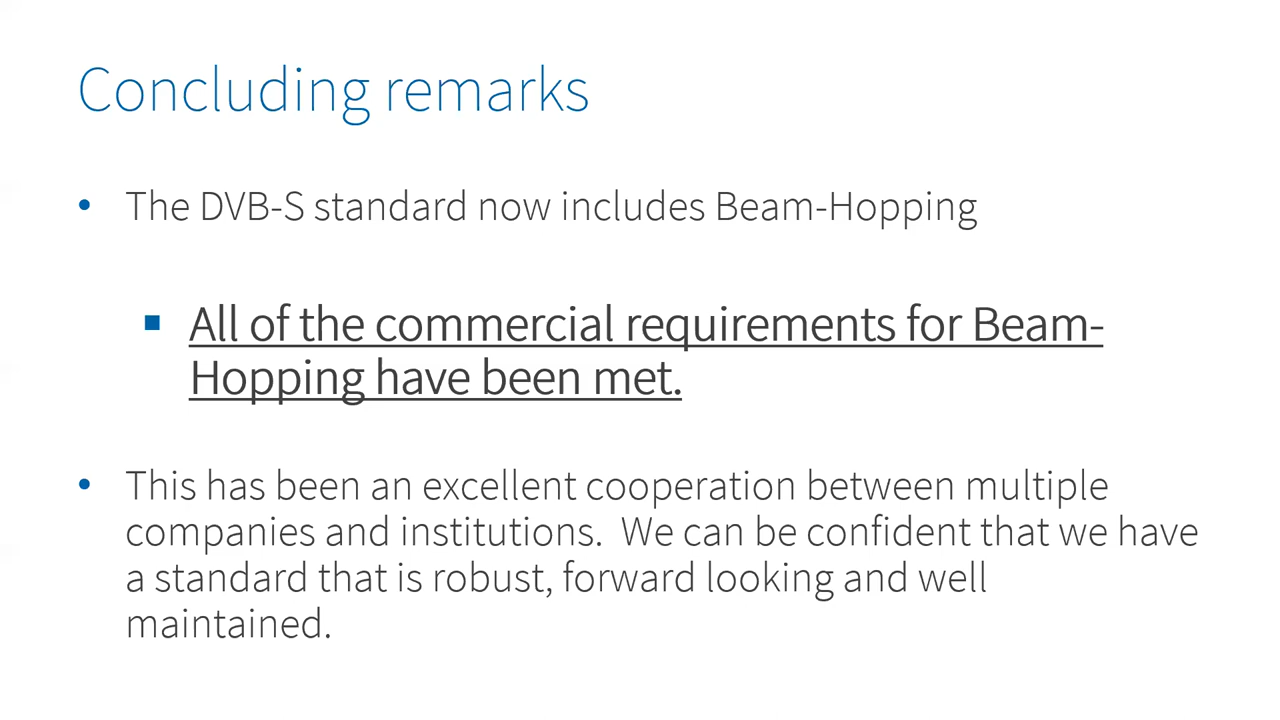 Concluding remarks
• The DVB-S standard now includes Beam-Hopping
▪ All of the commercial requirements for Beam-
Hopping have been met.
• This has been an excellent cooperation between multiple
companies and institutions.  We can be confident that we have
a standard that is robust, forward looking and well
maintained.